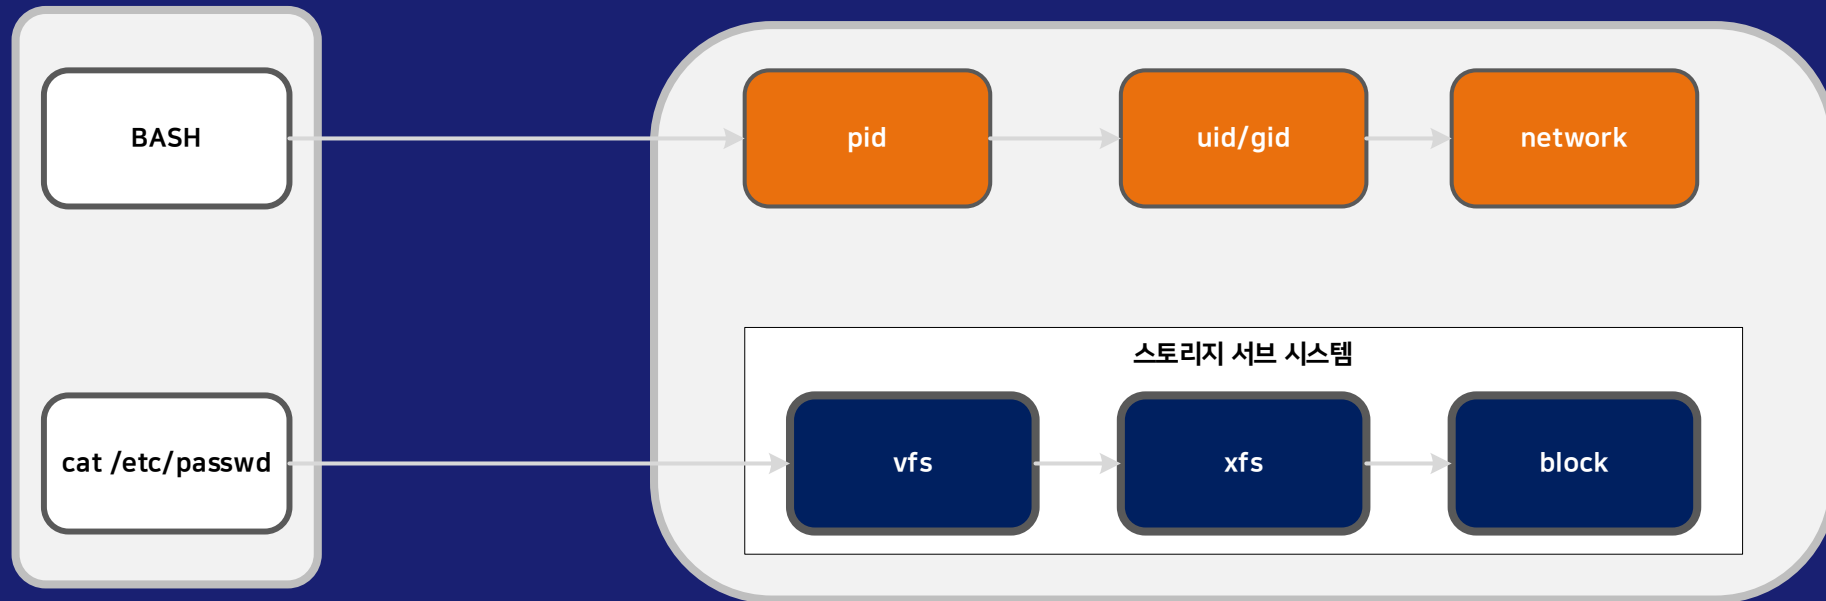 BASH
pid
uid/gid
network
스토리지 서브 시스템
cat /etc/passwd
vfs
xfs
block